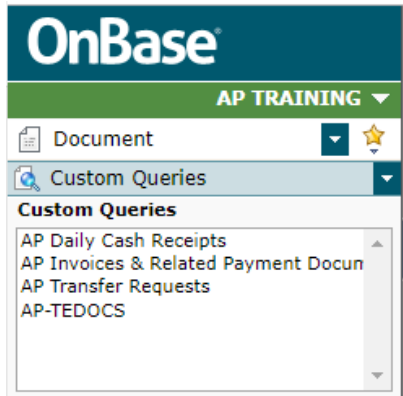 OnBase®
AP TRAINING
Document
Custom Queries
Custom Queries
AP Daily Cash Receipts
AP Invoices & Related Payment Docum
AP Transfer Requests
AP-TEDOCS